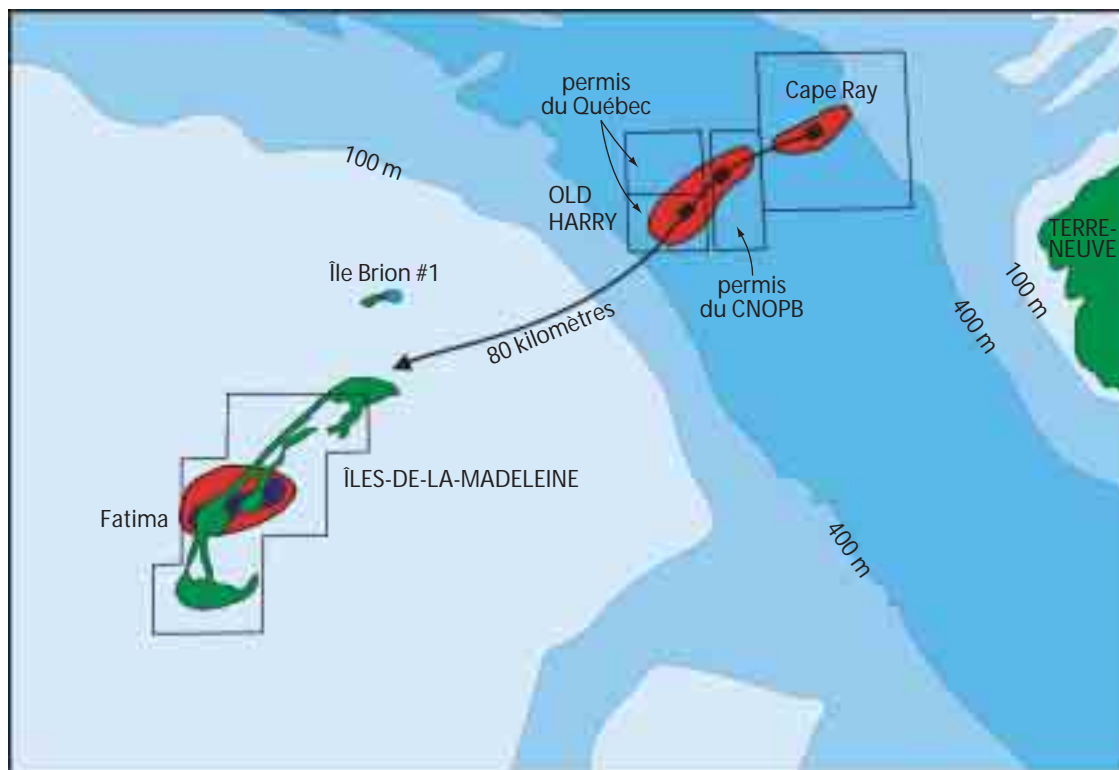 permis
du Québec
Cape Ray
100 m
OLD
HARRY
TERRE-
NEUVE
Île Brion #1
permis
du CNOPB
100 m
80 kilomètres
400 m
ÎLES-DE-LA-MADELEINE
Fatima
400 m